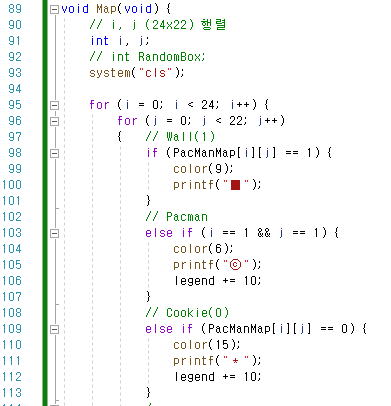 89 void Map(void) {
90 // i, j (24x22) 행렬
91 int i, j;
92 // int RandomBox;
93 system("cls");
94
95 for (i = 0; i < 24; i++) {
96 for (j = 0; j < 22; j++)
97 { // Wall(1)
98 if (PacManMap[i][j] == 1) {
99 color(9);
100 printf("■");
101 }
102 // Pacman
103 else if (i == 1 && j == 1) {
104 color(6);
105 printf("ⓒ");
106 legend += 10;
107 }
108 // Cookie(0)
109 else if (PacManMap[i][j] == 0) {
110 color(15);
111 printf("＊");
112 legend += 10;
113 }